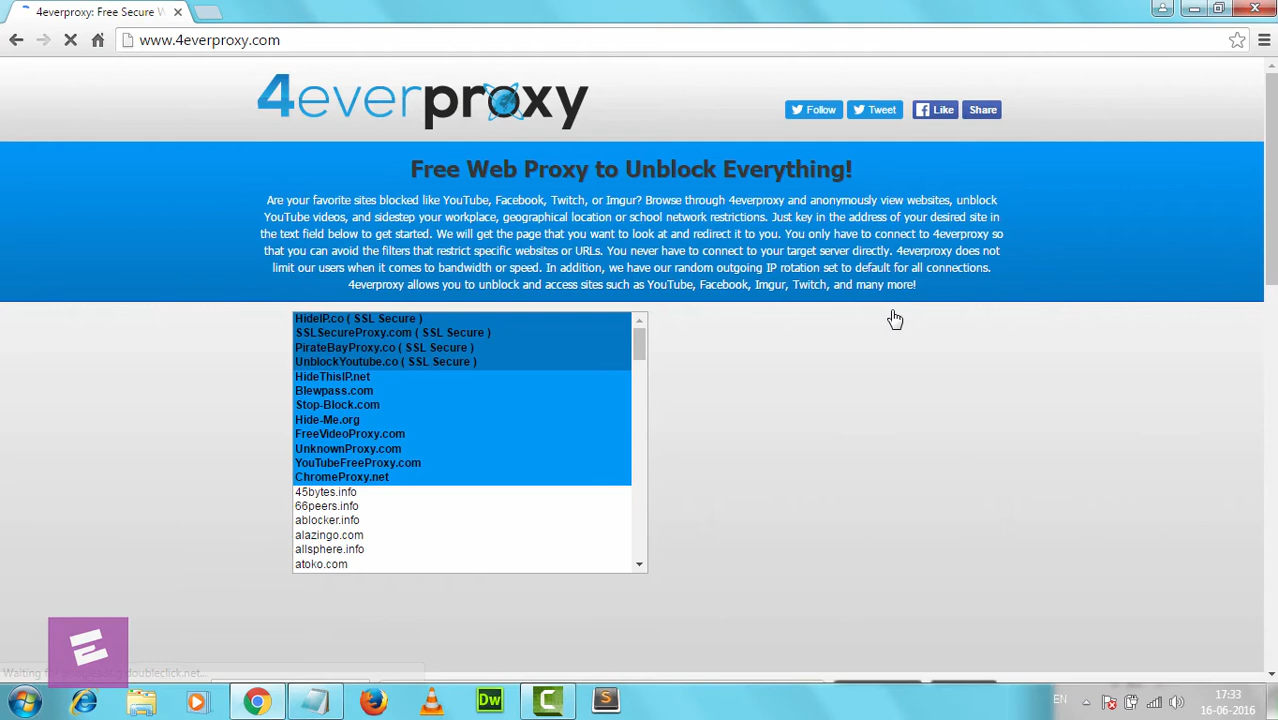 4everproxy: Free Secure W
www.4everproxy.com
4everproxy
Follow
Tweet
Like
Share
Free Web Proxy to Unblock Everything!
Are your favorite sites blocked like YouTube, Facebook, Twitch, or Imgur? Browse through 4everproxy and anonymously view websites, unblock
YouTube videos, and sidestep your workplace, geographical location or school network restrictions. Just key in the address of your desired site in
the text field below to get started. We will get the page that you want to look at and redirect it to you. You only have to connect to 4everproxy so
that you can avoid the filters that restrict specific websites or URLs. You never have to connect to your target server directly. 4everproxy does not
limit our users when it comes to bandwidth or speed. In addition, we have our random outgoing IP rotation set to default for all connections.
4everproxy allows you to unblock and access sites such as YouTube, Facebook, Imgur, Twitch, and many more!
HideIP.co ( SSL Secure )
SSLSecureProxy.com ( SSL Secure )
PirateBayProxy.co ( SSL Secure )
UnblockYoutube.co ( SSL Secure )
HideThisIP.net
Blewpass.com
Stop-Block.com
Hide-Me.org
FreeVideoProxy.com
UnknownProxy.com
YouTubeFreeProxy.com
ChromeProxy.net
45bytes.info
66peers.info
ablocker.info
alazingo.com
allsphere.info
atoko.com
Waiting for doubleclick.net...
Dw
EN
17:33
16-06-2016